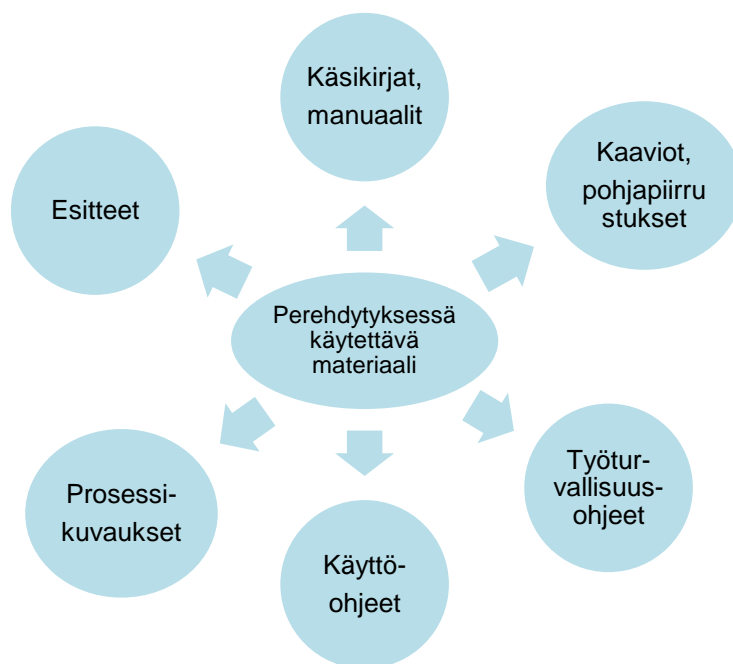 Käsikirjat,
manuaalit
Kaaviot,
pohjapiirru
stukset
Esitteet
Perehdytyksessä
käytettävä
materiaali
Työtur-
vallisuus-
ohjeet
Prosessi-
kuvaukset
Käyttö-
ohjeet